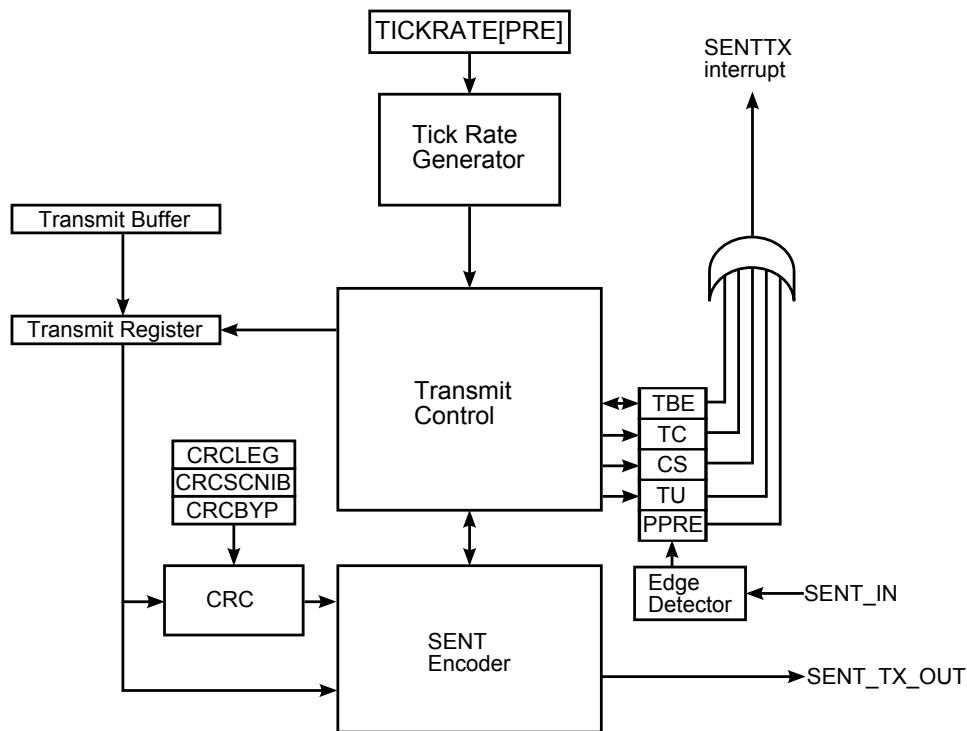 TICKRATE[PRE]
SENTTX
interrupt
Tick Rate
Generator
Transmit Buffer
Transmit Register
Transmit
Control
TBE
TC
CS
TU
PPRE
CRCLEG
CRCSCNIB
CRCBYP
CRC
Edge
Detector
SENT_IN
SENT
Encoder
SENT_TX_OUT